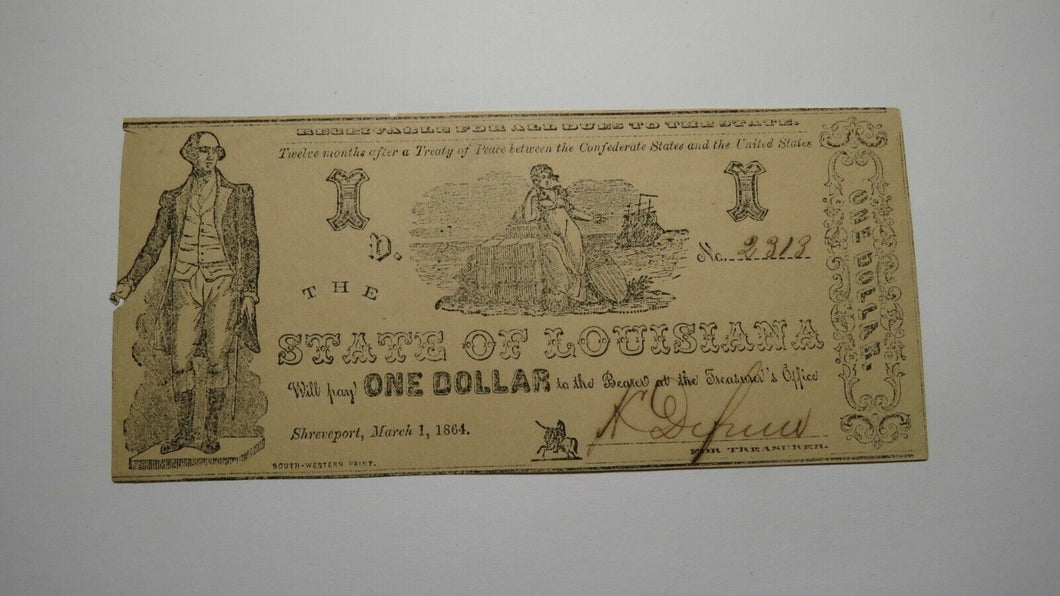 RECEIVABLE FOR ALL DUES TO THE STATE.
Twelve months after a Treaty of Peace between the Confederate States and the United States
1 1
D.
No. 2313
THE
STATE OF LOUISIANA
Will pay ONE DOLLAR to the Bearer at the Treasurer's Office
Shreveport, March 1, 1864.
FOR TREASURER.
SOUTH-WESTERN PRINT.
ONE DOLLAR.